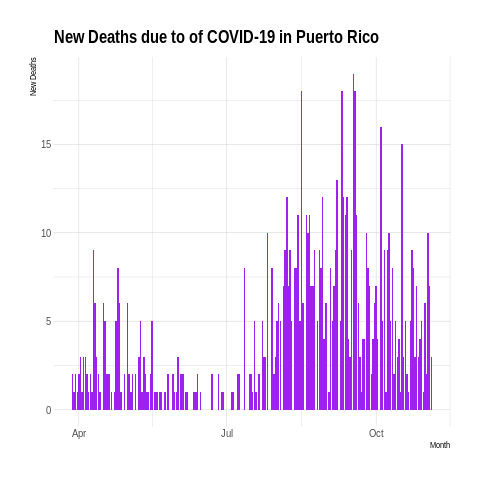 New Deaths due to of COVID-19 in Puerto Rico
New Deaths
15
10
5
0
Apr
Jul
Oct
Month